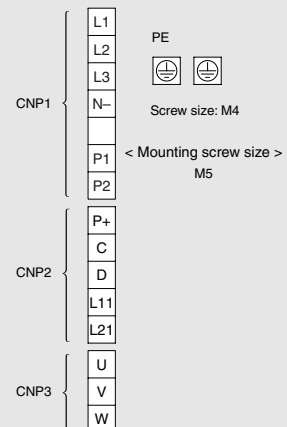 L1
L2
L3
N–
P1
P2
CNP1
PE
Screw size: M4
< Mounting screw size >
M5
P+
C
D
L11
L21
CNP2
U
V
W
CNP3